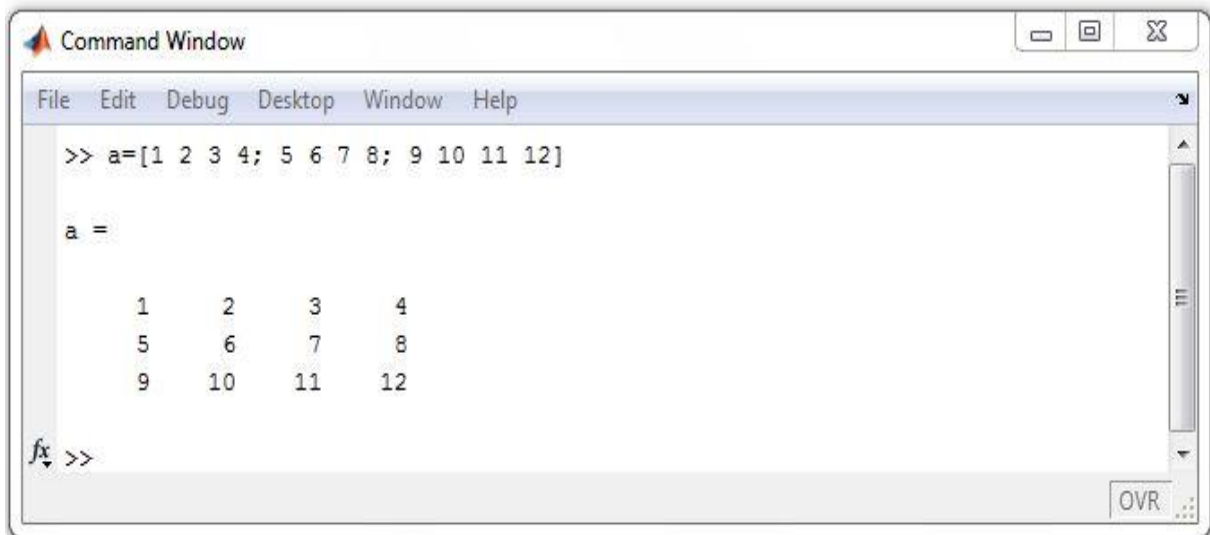 Command Window
File Edit Debug Desktop Window Help
>> a=[1 2 3 4; 5 6 7 8; 9 10 11 12]
a =
1 2 3 4
5 6 7 8
9 10 11 12
fx >>
OVR